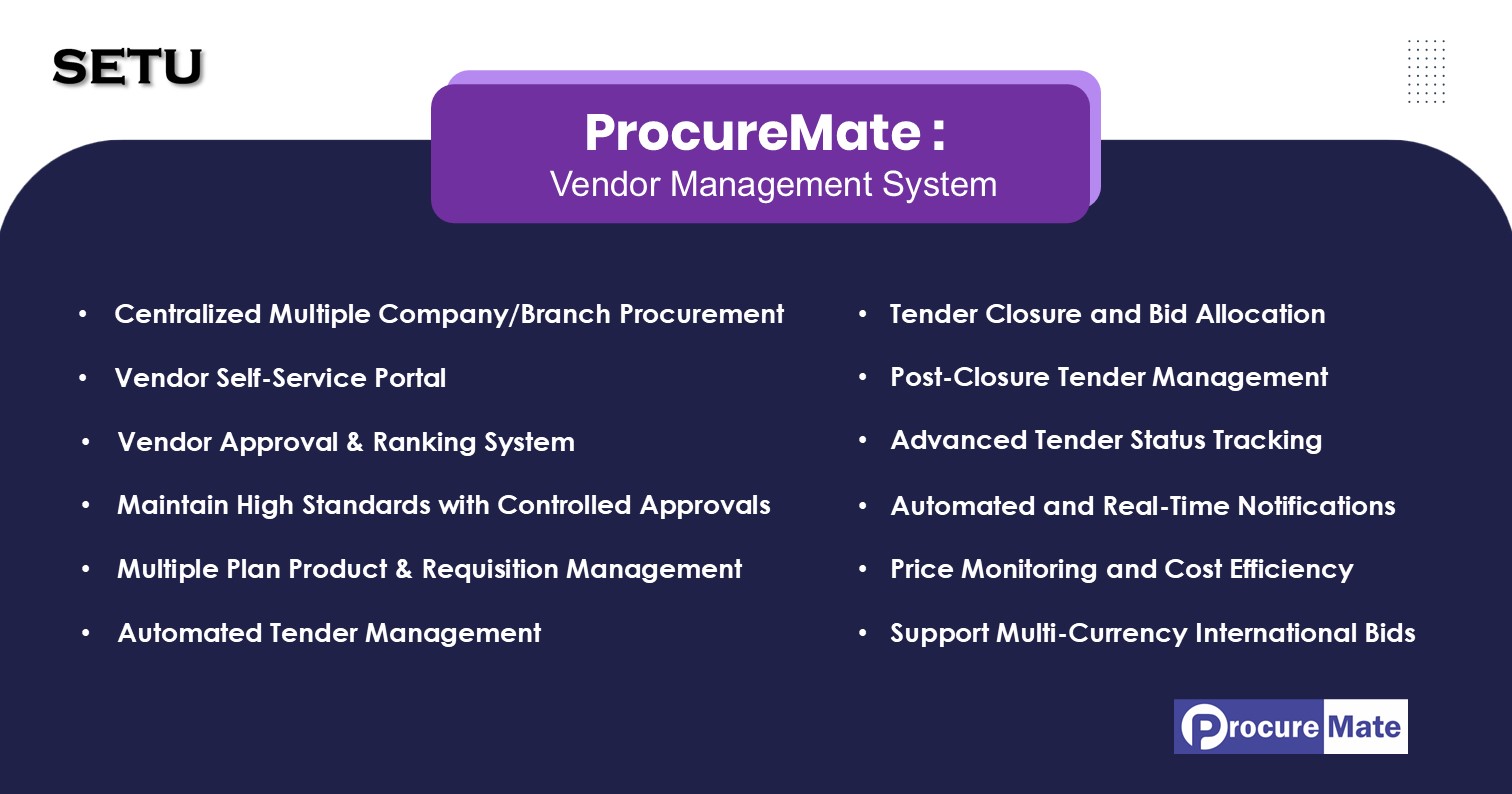 SETU
ProcureMate :
Vendor Management System
• Centralized Multiple Company/Branch Procurement
• Vendor Self-Service Portal
• Vendor Approval & Ranking System
• Maintain High Standards with Controlled Approvals
• Multiple Plan Product & Requisition Management
• Automated Tender Management
• Tender Closure and Bid Allocation
• Post-Closure Tender Management
• Advanced Tender Status Tracking
• Automated and Real-Time Notifications
• Price Monitoring and Cost Efficiency
• Support Multi-Currency International Bids
Procure Mate